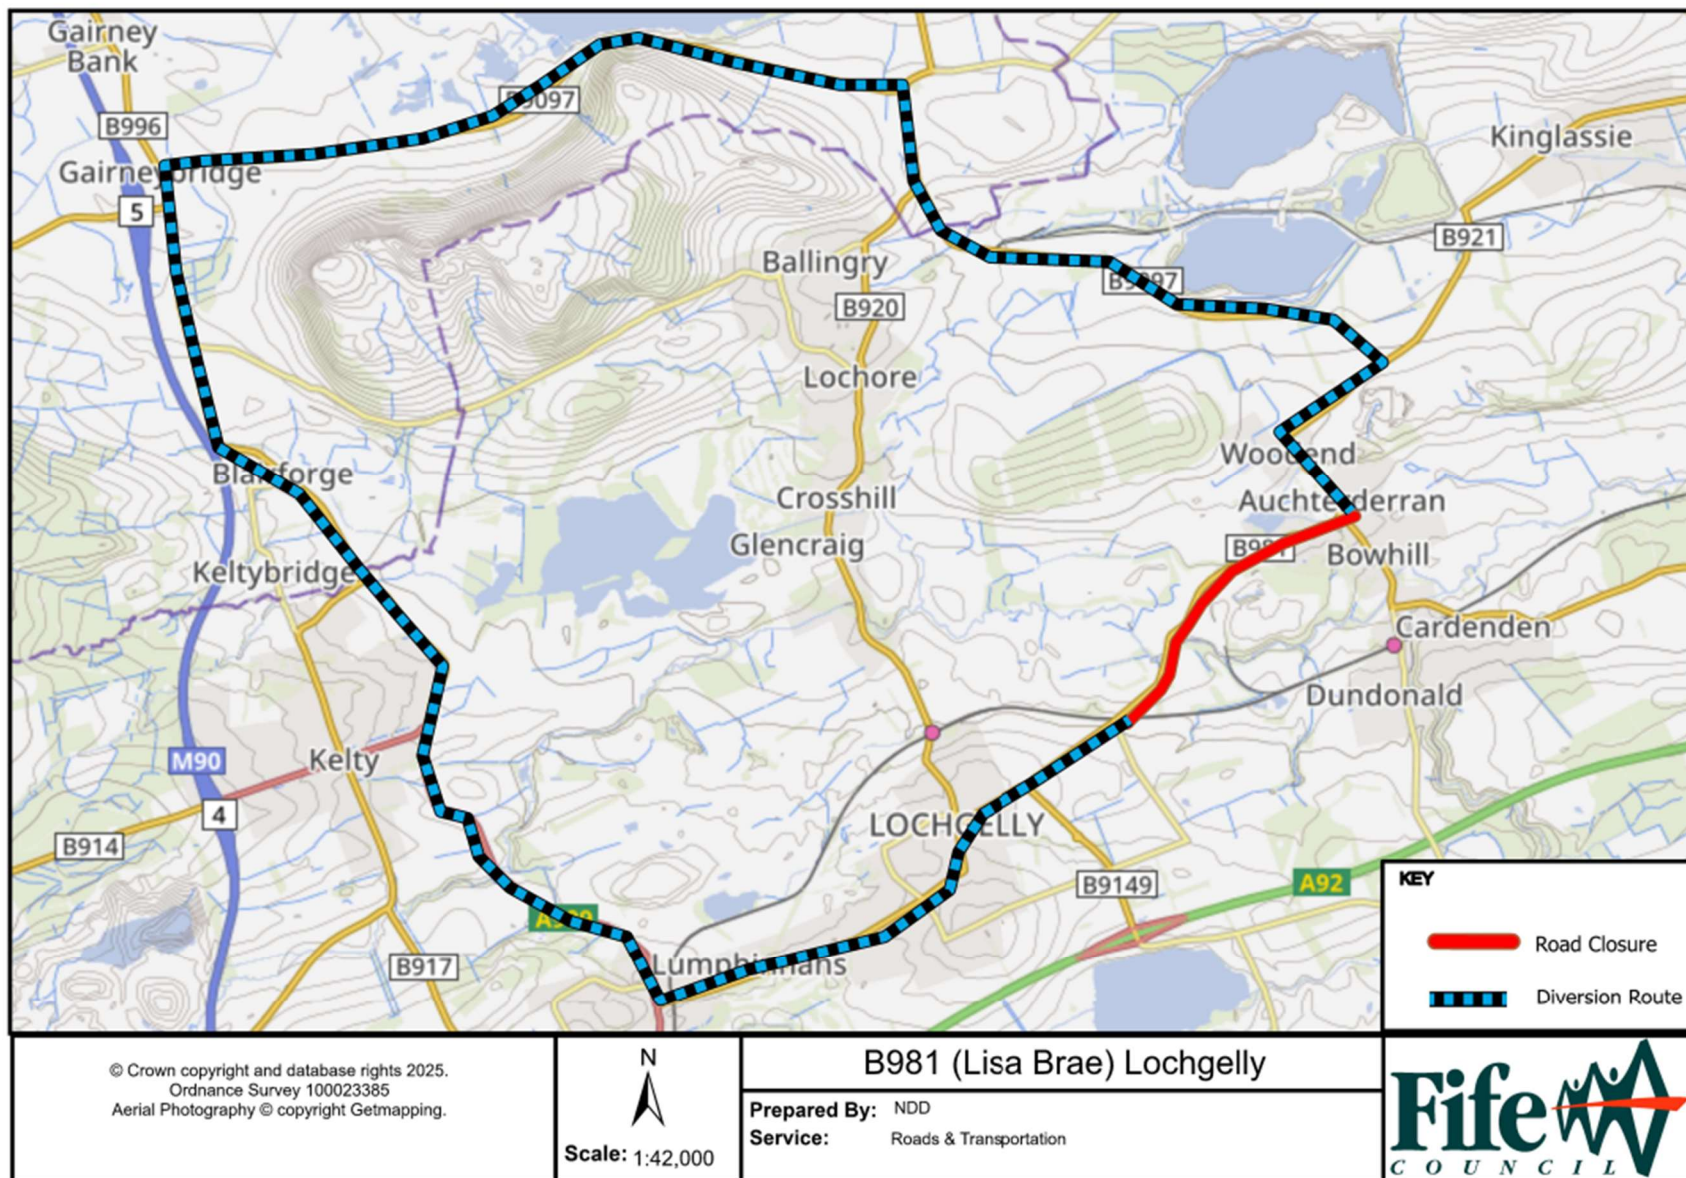 Gairney
Bank
B996
B9097
Gairneybridge
5
Kinglassie
B921
Ballingry
B9097
B920
Lochore
Woodend
Blairforge
Crosshill
Auchterderran
Glencraig
B981
Bowhill
Keltybridge
Cardenden
Dundonald
M90
Kelty
4
LOCHGELLY
B914
B9149
A92
A909
B917
Lumphinnans
KEY
Road Closure
Diversion Route
© Crown copyright and database rights 2025.
Ordnance Survey 100023385
Aerial Photography © copyright Getmapping.
N
Scale: 1:42,000
B981 (Lisa Brae) Lochgelly
Prepared By: NDD
Service: Roads & Transportation
Fife
COUNCIL